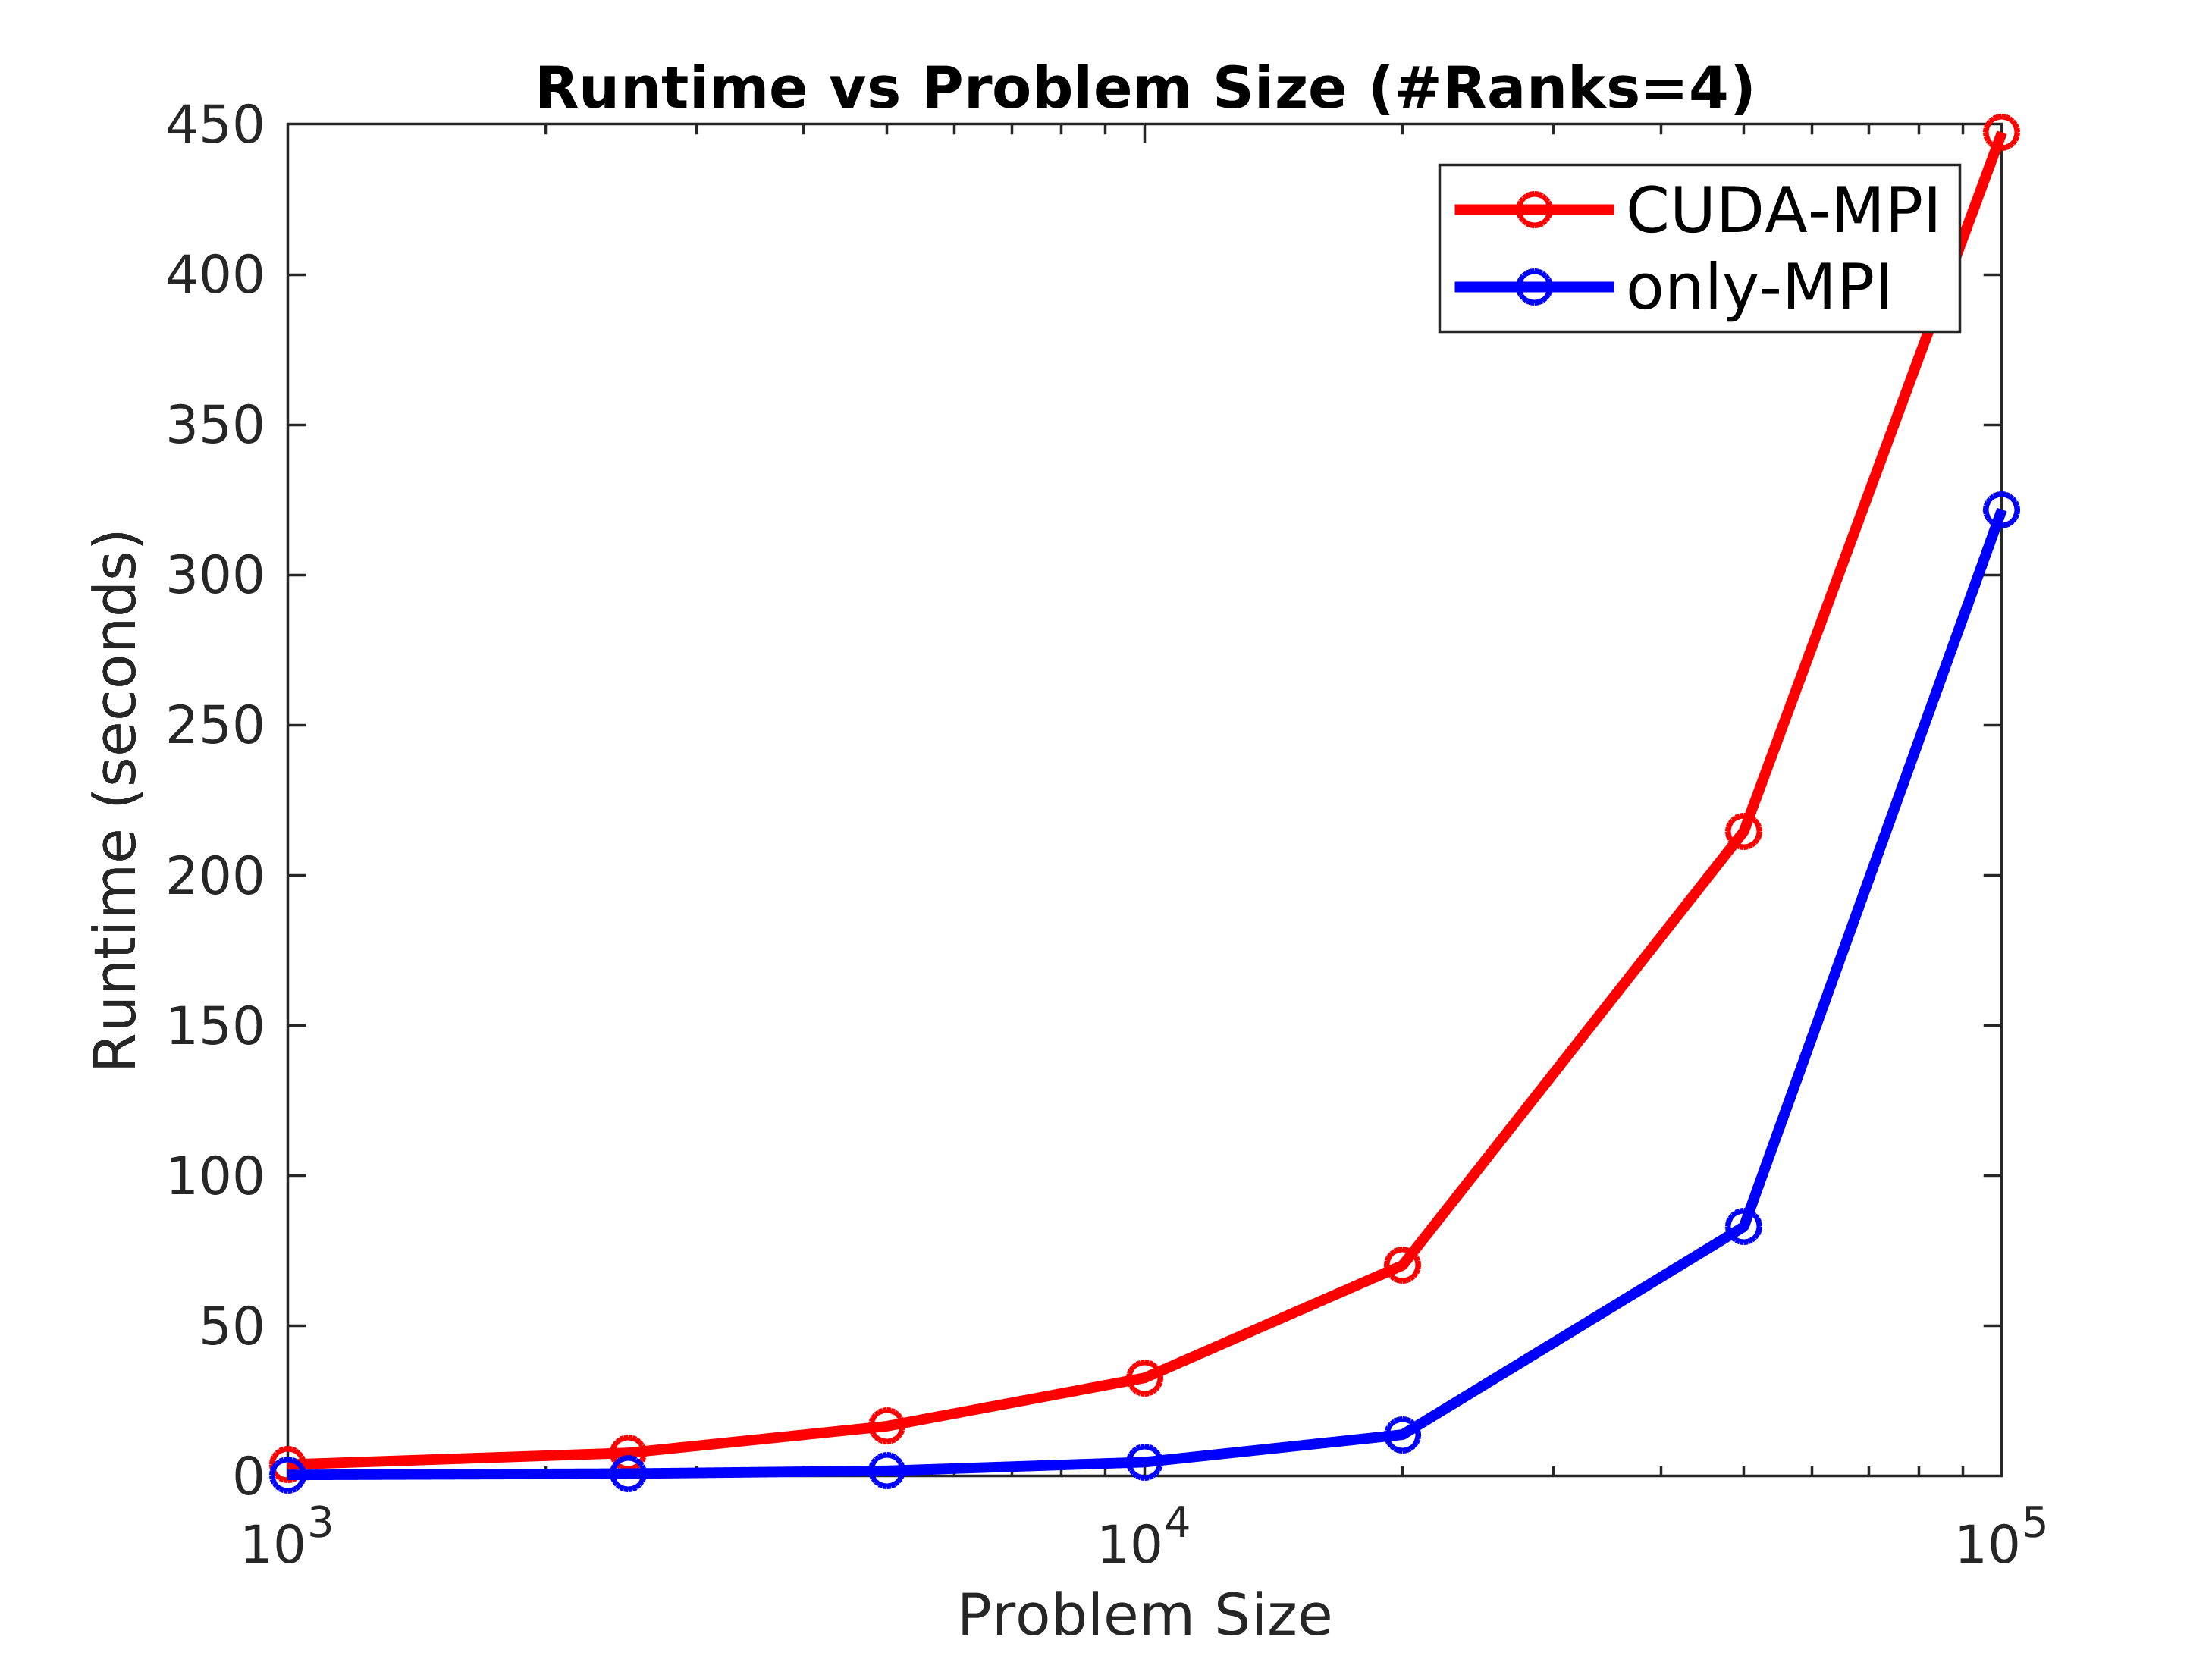 Runtime vs Problem Size (#Ranks=4)
CUDA-MPI
only-MPI
Runtime (seconds)
450
400
350
300
250
200
150
100
50
0
10^3
10^4
10^5
Problem Size